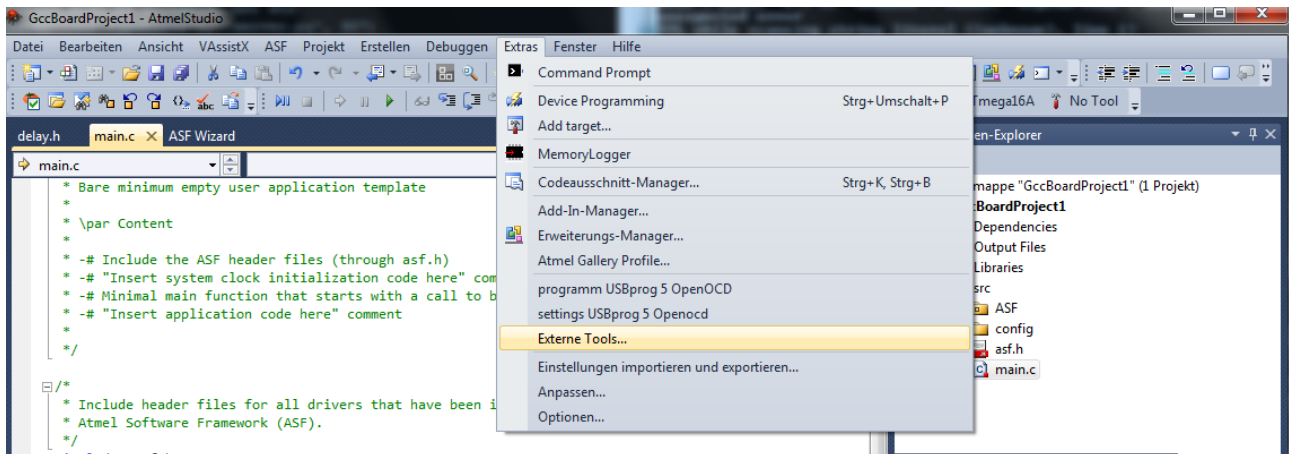 GccBoardProject1 - AtmelStudio
Datei Bearbeiten Ansicht VAssistX ASF Projekt Erstellen Debuggen Extras Fenster Hilfe
mega16A No Tool
delay.h main.c ASF Wizard
main.c
* Bare minimum empty user application template
*
* \par Content
*
* -# Include the ASF header files (through asf.h)
* -# "Insert system clock initialization code here" com
* -# Minimal main function that starts with a call to b
* -# "Insert application code here" comment
*
*/
/*
* Include header files for all drivers that have been i
* Atmel Software Framework (ASF).
*/
Command Prompt
Device Programming Strg+Umschalt+P
Add target...
MemoryLogger
Codeausschnitt-Manager... Strg+K, Strg+B
Add-In-Manager...
Erweiterungs-Manager...
Atmel Gallery Profile...
programm USBprog 5 OpenOCD
settings USBprog 5 Openocd
Externe Tools...
Einstellungen importieren und exportieren...
Anpassen...
Optionen...
en-Explorer
mappe "GccBoardProject1" (1 Projekt)
BoardProject1
Dependencies
Output Files
Libraries
src
ASF
config
asf.h
main.c